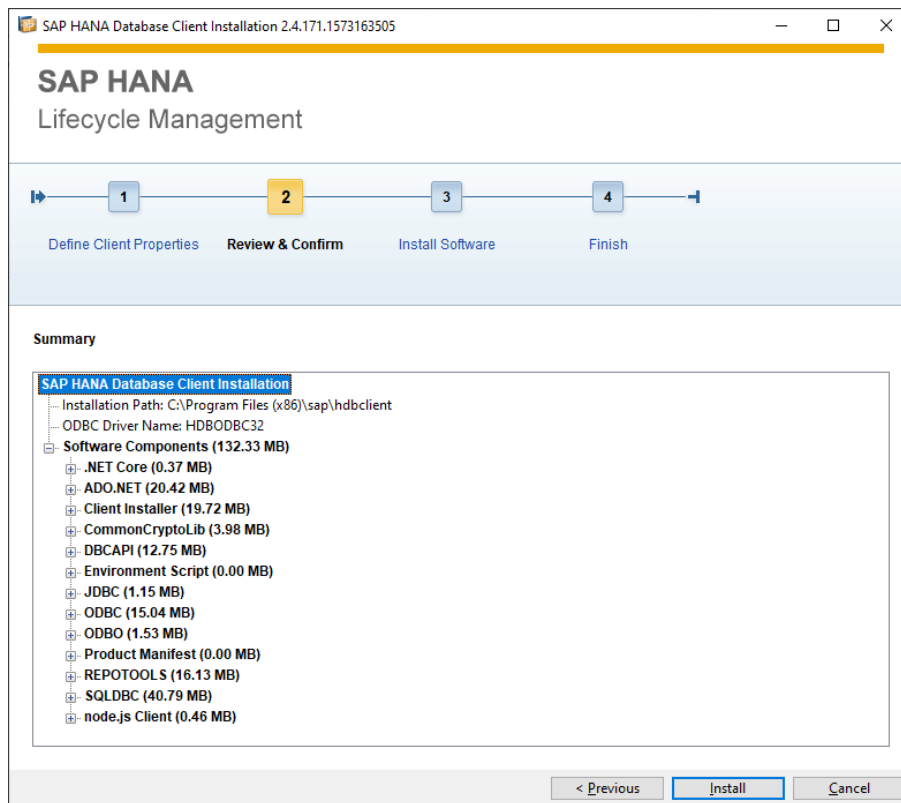 SAP HANA Database Client Installation 2.4.171.1573163505
SAP HANA
Lifecycle Management
1
2
3
4
Define Client Properties
Review & Confirm
Install Software
Finish
Summary
SAP HANA Database Client Installation
Installation Path: C:\Program Files (x86)\sap\hdbclient
ODBC Driver Name: HDBODBC32
Software Components (132.33 MB)
.NET Core (0.37 MB)
ADO.NET (20.42 MB)
Client Installer (19.72 MB)
CommonCryptoLib (3.98 MB)
DBCAPI (12.75 MB)
Environment Script (0.00 MB)
JDBC (1.15 MB)
ODBC (15.04 MB)
ODBO (1.53 MB)
Product Manifest (0.00 MB)
REPOTOOLS (16.13 MB)
SQLDBC (40.79 MB)
node.js Client (0.46 MB)
< Previous
Install
Cancel